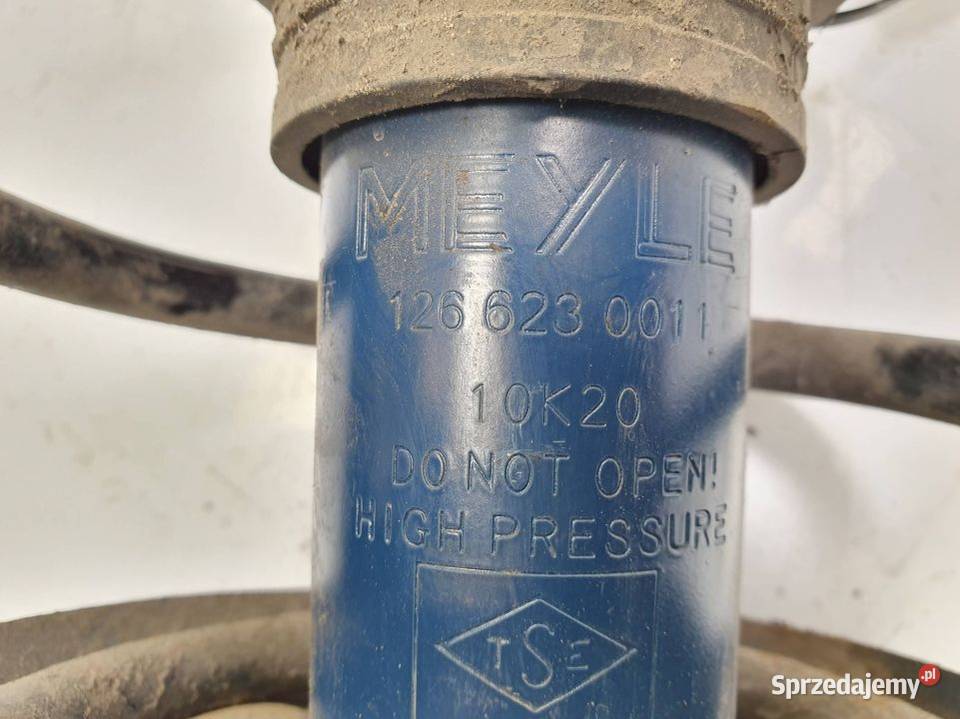 MEYLE
126 623 0011
10K20
DO NOT OPEN!
HIGH PRESSURE
TSE
Sprzedajemy.pl